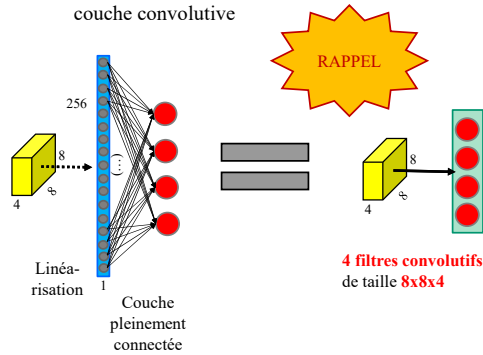 couche convolutive
RAPPEL
256
8
8
4
(…)
Linéa-
risation
1
Couche
pleinement
connectée
8
8
4
4 filtres convolutifs
de taille 8x8x4